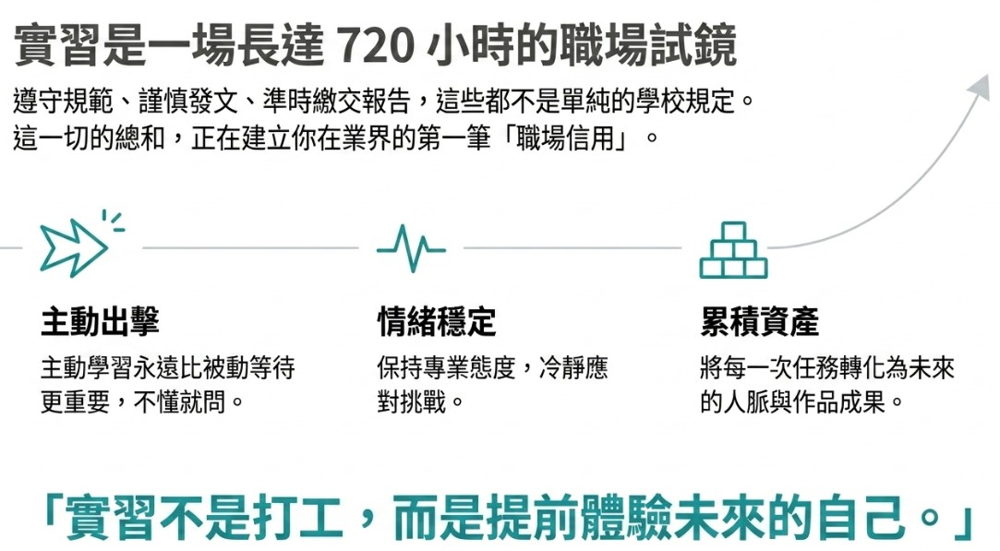 實習是一場長達 720 小時的職場試鏡
遵守規範、謹慎發文、準時繳交報告，這些都不是單純的學校規定。
這一切的總和，正在建立你在業界的第一筆「職場信用」。
主動出擊
主動學習永遠比被動等待
更重要，不懂就問。
情緒穩定
保持專業態度，冷靜應
對挑戰。
累積資產
將每一次任務轉化為未來
的人脈與作品成果。
「實習不是打工，而是提前體驗未來的自己。」